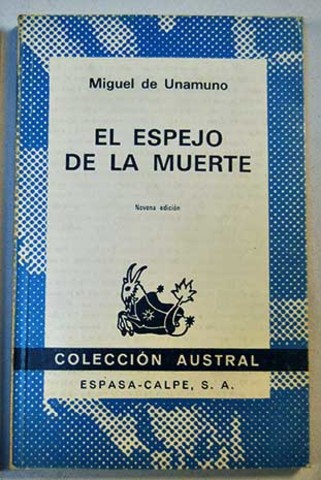 Miguel de Unamuno
EL ESPEJO
DE LA MUERTE
Novena edición
COLECCIÓN AUSTRAL
ESPASA-CALPE, S. A.